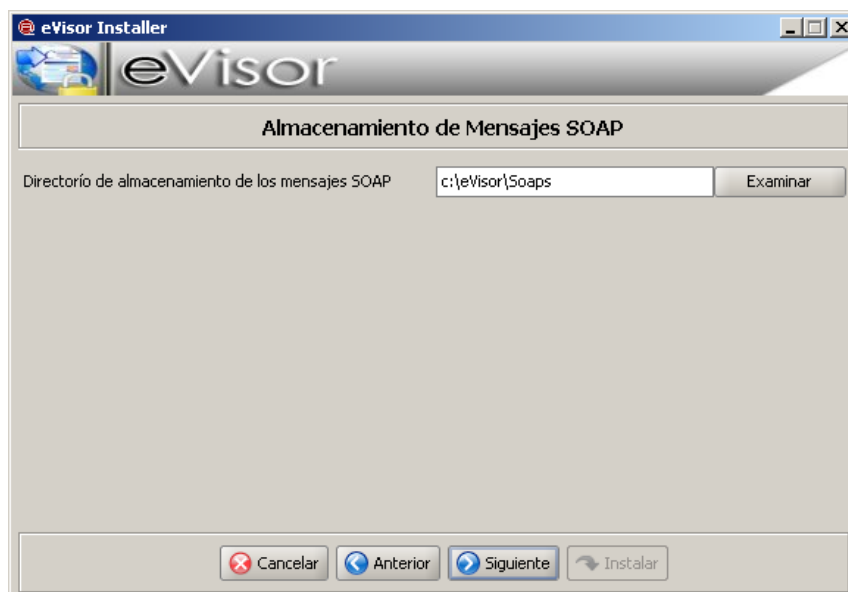 eVisor Installer
eVisor
Almacenamiento de Mensajes SOAP
Directorío de almacenamiento de los mensajes SOAP c:\eVisor\Soaps Examinar
Cancelar Anterior Siguiente Instalar